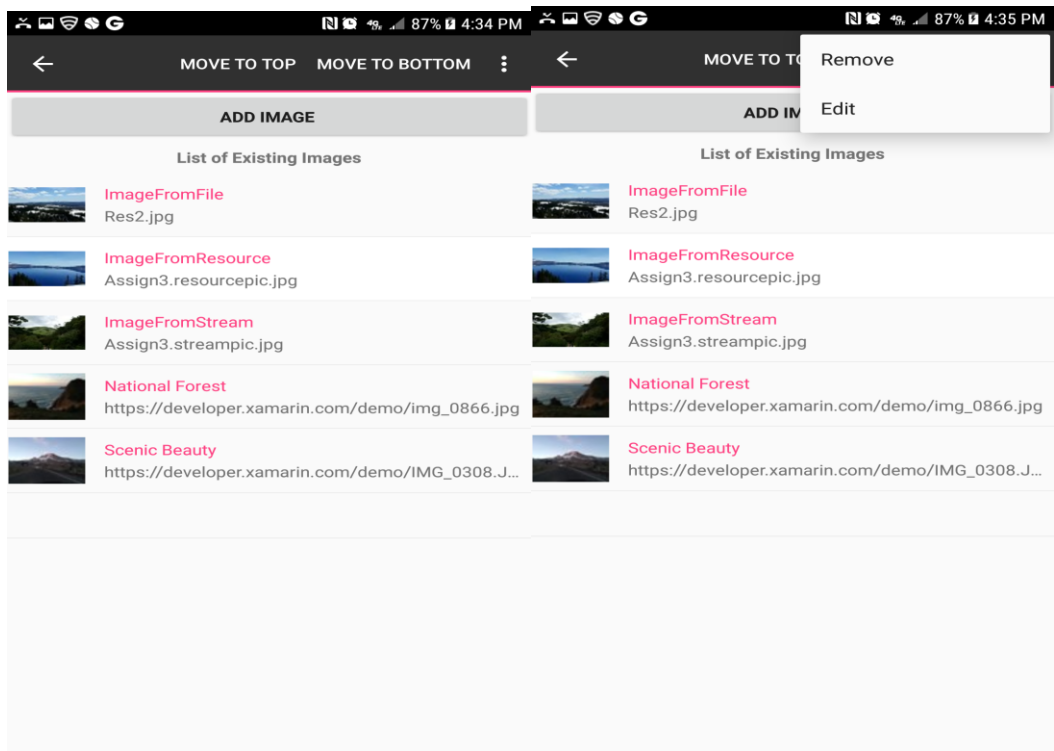 87% 4:34 PM
MOVE TO TOP MOVE TO BOTTOM
ADD IMAGE
List of Existing Images
ImageFromFile
Res2.jpg
ImageFromResource
Assign3.resourcepic.jpg
ImageFromStream
Assign3.streampic.jpg
National Forest
https://developer.xamarin.com/demo/img_0866.jpg
Scenic Beauty
https://developer.xamarin.com/demo/IMG_0308.J...
G
87% 4:35 PM
MOVE TO TO
Remove
Edit
ADD IM
List of Existing Images
ImageFromFile
Res2.jpg
ImageFromResource
Assign3.resourcepic.jpg
ImageFromStream
Assign3.streampic.jpg
National Forest
https://developer.xamarin.com/demo/img_0866.jpg
Scenic Beauty
https://developer.xamarin.com/demo/IMG_0308.J...